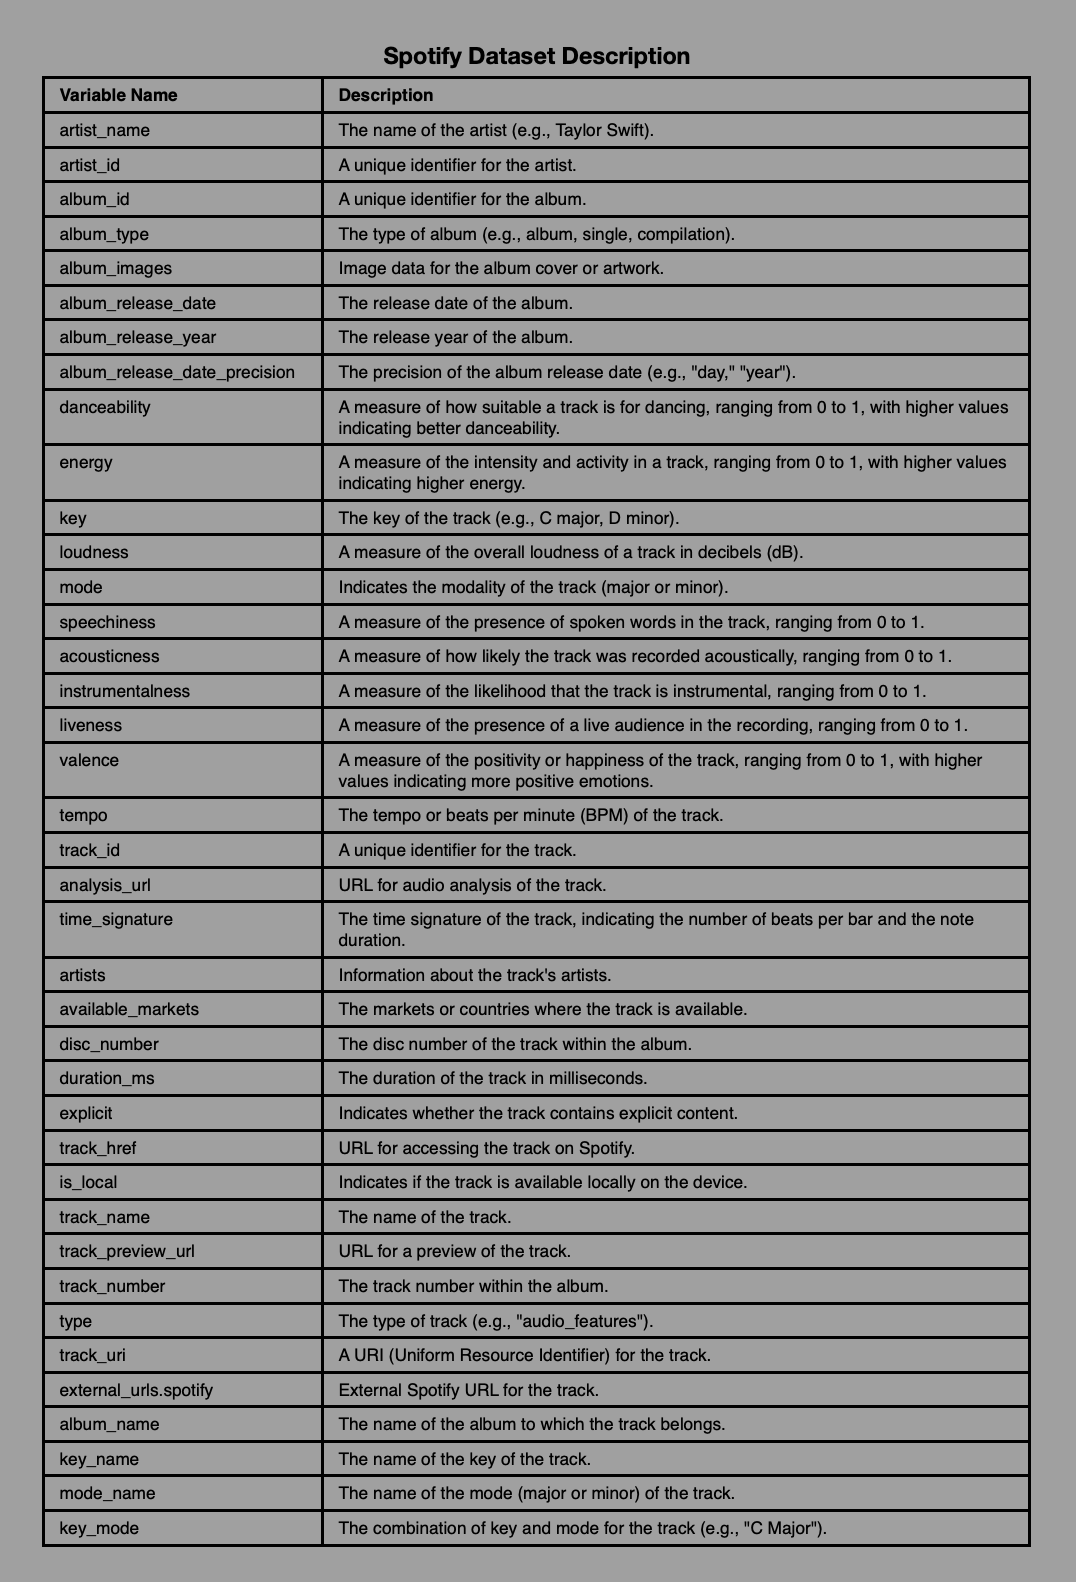 Spotify Dataset Description
Variable Name Description
artist_name The name of the artist (e.g., Taylor Swift).
artist_id A unique identifier for the artist.
album_id A unique identifier for the album.
album_type The type of album (e.g., album, single, compilation).
album_images Image data for the album cover or artwork.
album_release_date The release date of the album.
album_release_year The release year of the album.
album_release_date_precision The precision of the album release date (e.g., "day," "year").
danceability A measure of how suitable a track is for dancing, ranging from 0 to 1, with higher values
indicating better danceability.
energy A measure of the intensity and activity in a track, ranging from 0 to 1, with higher values
indicating higher energy.
key The key of the track (e.g., C major, D minor).
loudness A measure of the overall loudness of a track in decibels (dB).
mode Indicates the modality of the track (major or minor).
speechiness A measure of the presence of spoken words in the track, ranging from 0 to 1.
acousticness A measure of how likely the track was recorded acoustically, ranging from 0 to 1.
instrumentalness A measure of the likelihood that the track is instrumental, ranging from 0 to 1.
liveness A measure of the presence of a live audience in the recording, ranging from 0 to 1.
valence A measure of the positivity or happiness of the track, ranging from 0 to 1, with higher
values indicating more positive emotions.
tempo The tempo or beats per minute (BPM) of the track.
track_id A unique identifier for the track.
analysis_url URL for audio analysis of the track.
time_signature The time signature of the track, indicating the number of beats per bar and the note
duration.
artists Information about the track's artists.
available_markets The markets or countries where the track is available.
disc_number The disc number of the track within the album.
duration_ms The duration of the track in milliseconds.
explicit Indicates whether the track contains explicit content.
track_href URL for accessing the track on Spotify.
is_local Indicates if the track is available locally on the device.
track_name The name of the track.
track_preview_url URL for a preview of the track.
track_number The track number within the album.
type The type of track (e.g., "audio_features").
track_uri A URI (Uniform Resource Identifier) for the track.
external_urls.spotify External Spotify URL for the track.
album_name The name of the album to which the track belongs.
key_name The name of the key of the track.
mode_name The name of the mode (major or minor) of the track.
key_mode The combination of key and mode for the track (e.g., "C Major").